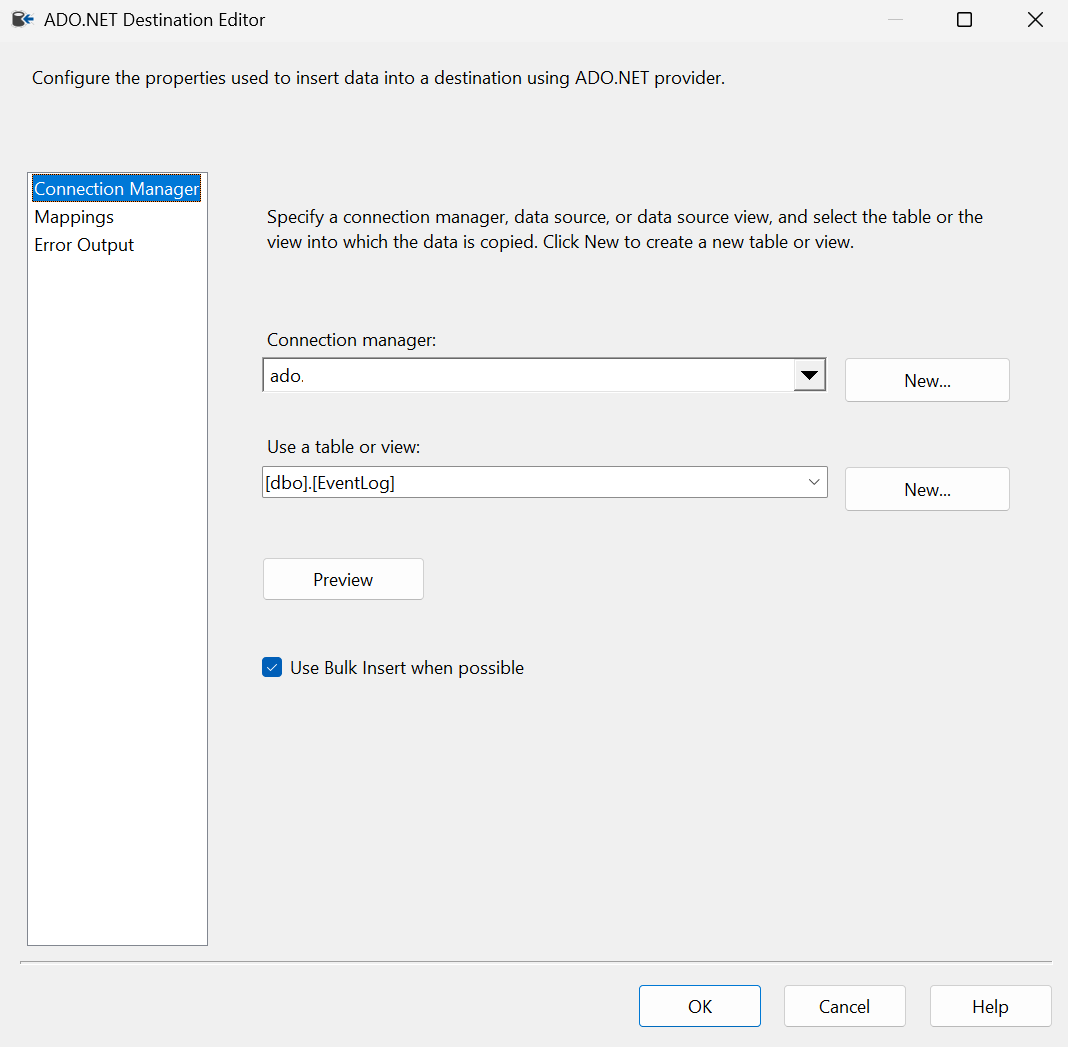 ADO.NET Destination Editor
Configure the properties used to insert data into a destination using ADO.NET provider.
Connection Manager
Mappings
Error Output
Specify a connection manager, data source, or data source view, and select the table or the
view into which the data is copied. Click New to create a new table or view.
Connection manager:
ado.
New...
Use a table or view:
[dbo].[EventLog]
New...
Preview
Use Bulk Insert when possible
OK
Cancel
Help